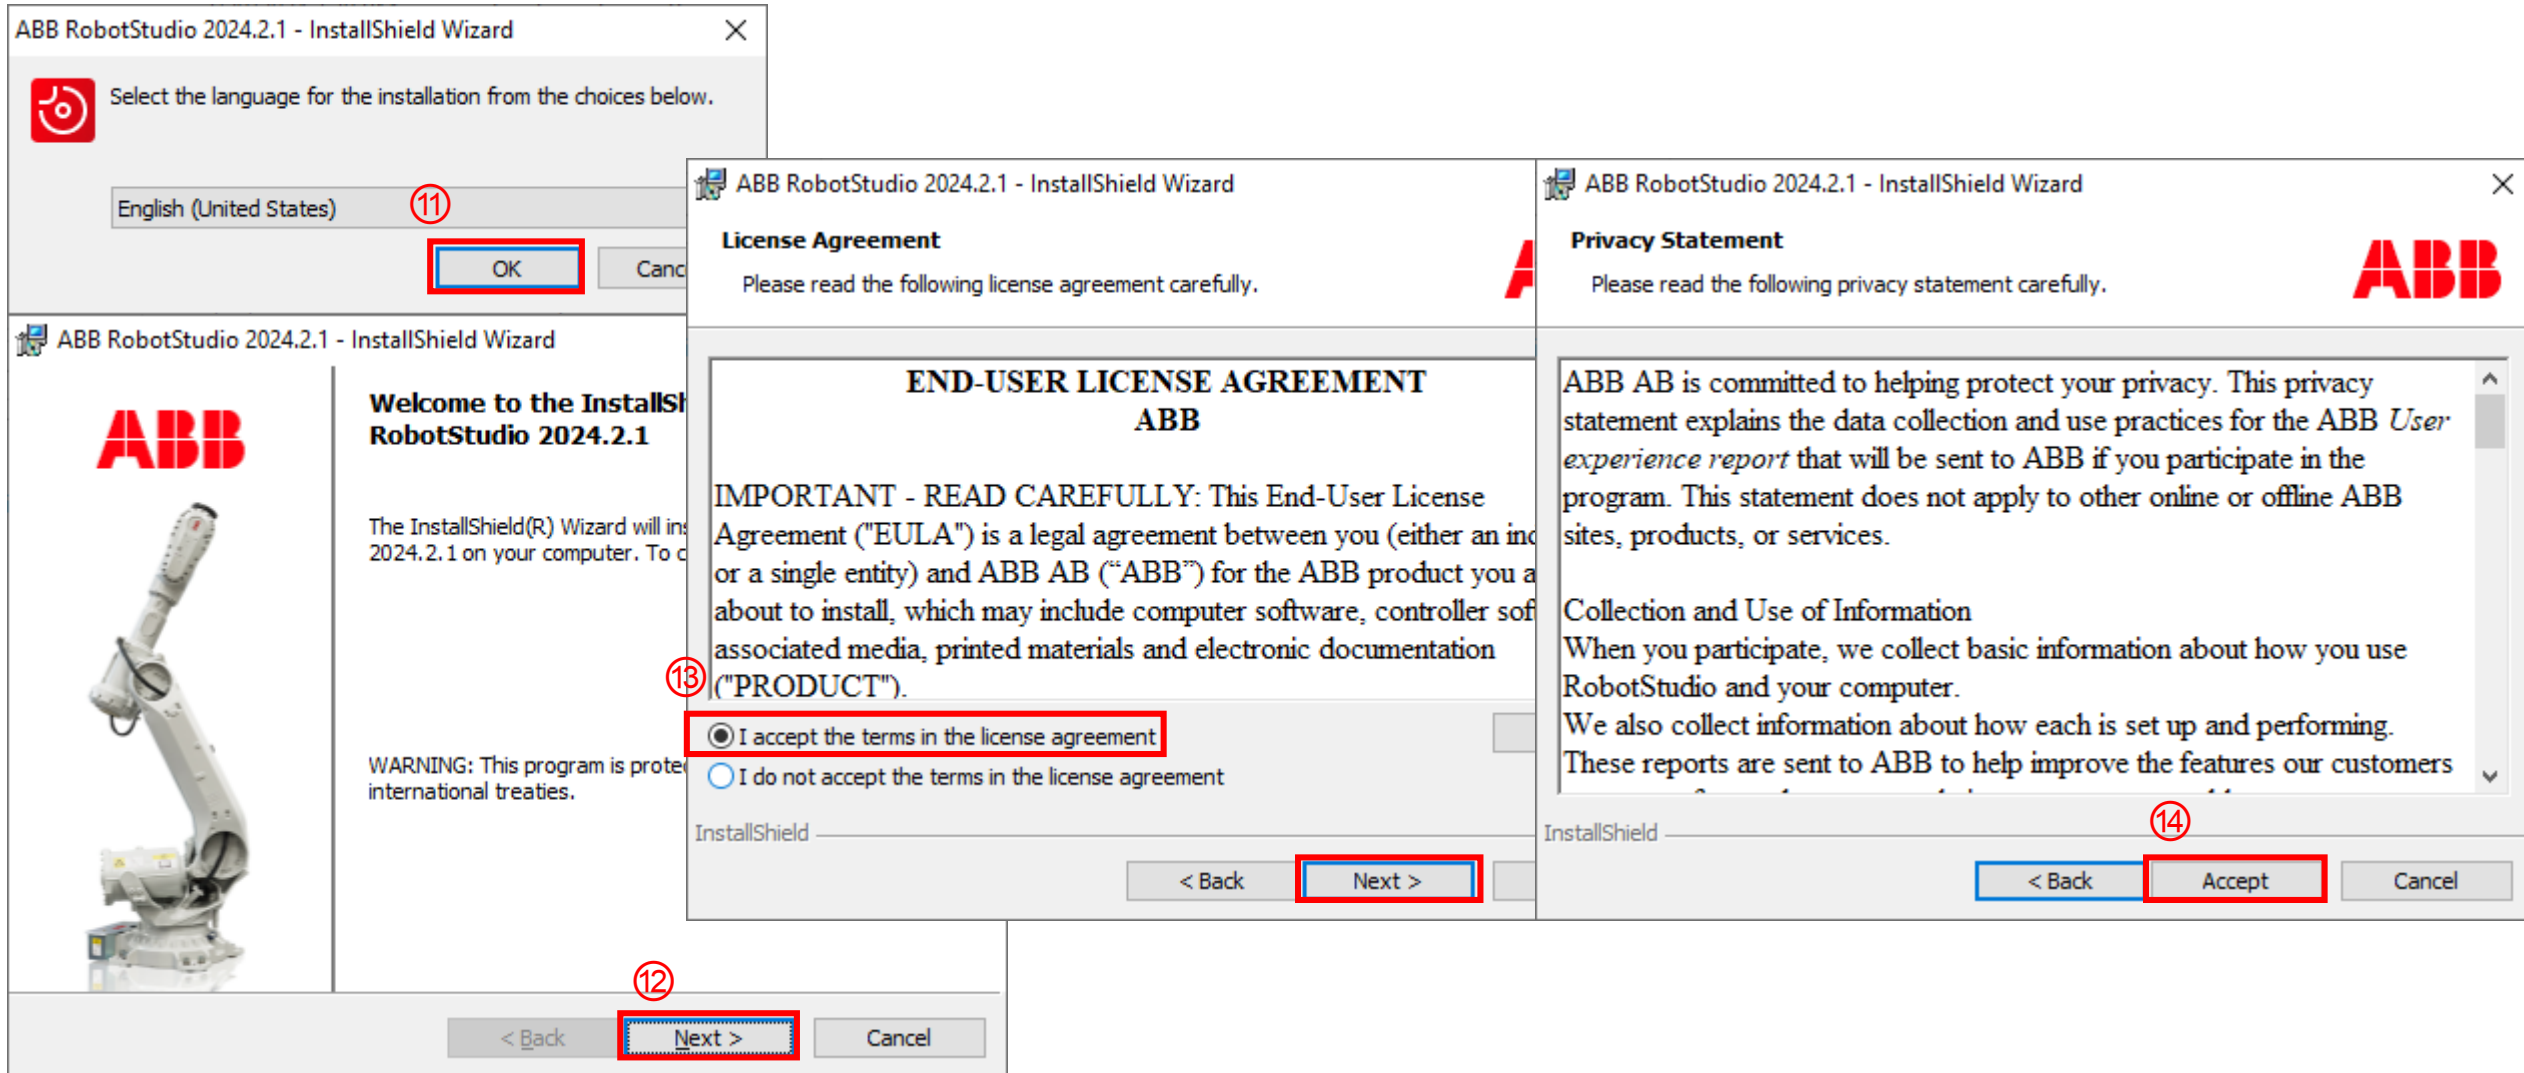 ABB RobotStudio 2024.2.1 - InstallShield Wizard
Select the language for the installation from the choices below.
English (United States)
⑪
OK
Canc
ABB RobotStudio 2024.2.1 - InstallShield Wizard
ABB
Welcome to the InstallSh
RobotStudio 2024.2.1
The InstallShield(R) Wizard will ins
2024.2.1 on your computer. To c
WARNING: This program is prote
international treaties.
⑫
< Back
Next >
Cancel
ABB RobotStudio 2024.2.1 - InstallShield Wizard
License Agreement
Please read the following license agreement carefully.
END-USER LICENSE AGREEMENT
ABB
IMPORTANT - READ CAREFULLY: This End-User License
Agreement ("EULA") is a legal agreement between you (either an ind
or a single entity) and ABB AB (“ABB”) for the ABB product you a
about to install, which may include computer software, controller soft
associated media, printed materials and electronic documentation
("PRODUCT").
⑬
I accept the terms in the license agreement
I do not accept the terms in the license agreement
InstallShield
< Back
Next >
ABB RobotStudio 2024.2.1 - InstallShield Wizard
Privacy Statement
Please read the following privacy statement carefully.
ABB
ABB AB is committed to helping protect your privacy. This privacy
statement explains the data collection and use practices for the ABB User
experience report that will be sent to ABB if you participate in the
program. This statement does not apply to other online or offline ABB
sites, products, or services.
Collection and Use of Information
When you participate, we collect basic information about how you use
RobotStudio and your computer.
We also collect information about how each is set up and performing.
These reports are sent to ABB to help improve the features our customers
⑭
InstallShield
< Back
Accept
Cancel